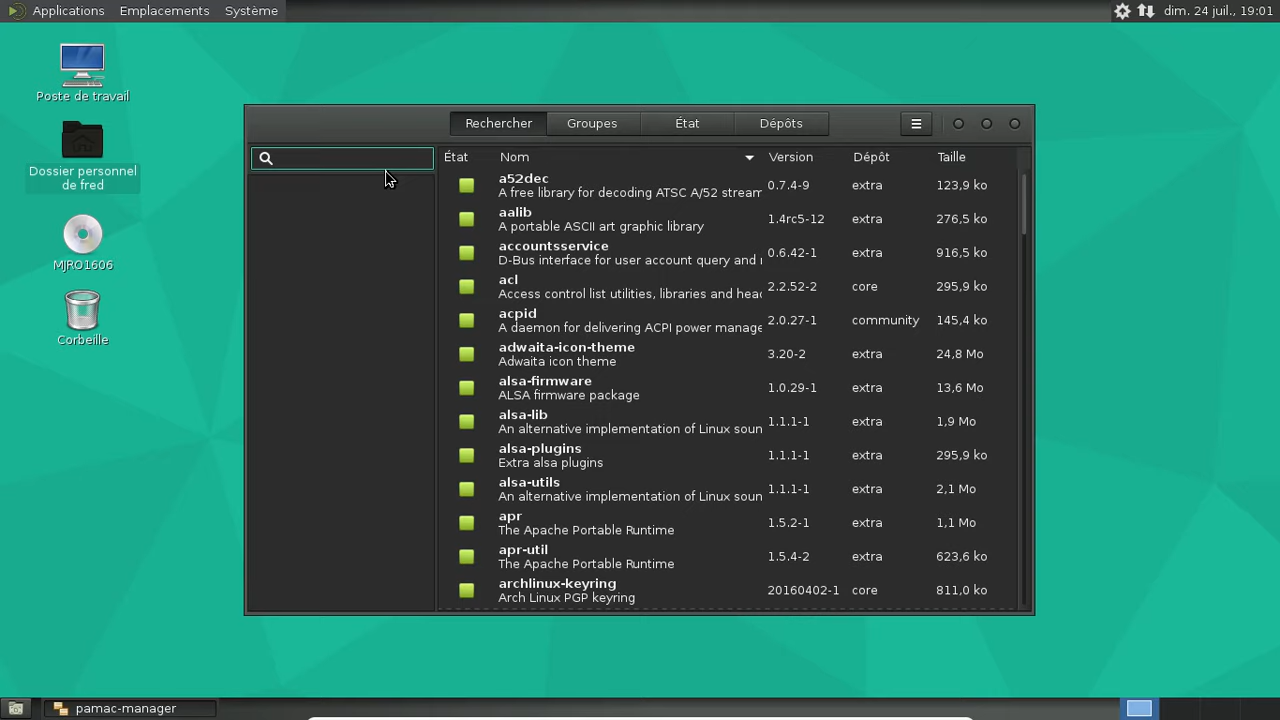 Applications Emplacements Système dim. 24 juil., 19:01
Poste de travail
Dossier personnel
de fred
MJRO1606
Corbeille
Rechercher Groupes État Dépôts
État Nom Version Dépôt Taille
a52dec
A free library for decoding ATSC A/52 stream 0.7.4-9 extra 123,9 ko
aalib
A portable ASCII art graphic library 1.4rc5-12 extra 276,5 ko
accountsservice
D-Bus interface for user account query and 0.6.42-1 extra 916,5 ko
acl
Access control list utilities, libraries and head 2.2.52-2 core 295,9 ko
acpid
A daemon for delivering ACPI power manage 2.0.27-1 community 145,4 ko
adwaita-icon-theme
Adwaita icon theme 3.20-2 extra 24,8 Mo
alsa-firmware
ALSA firmware package 1.0.29-1 extra 13,6 Mo
alsa-lib
An alternative implementation of Linux soun 1.1.1-1 extra 1,9 Mo
alsa-plugins
Extra alsa plugins 1.1.1-1 extra 295,9 ko
alsa-utils
An alternative implementation of Linux soun 1.1.1-1 extra 2,1 Mo
apr
The Apache Portable Runtime 1.5.2-1 extra 1,1 Mo
apr-util
The Apache Portable Runtime 1.5.4-2 extra 623,6 ko
archlinux-keyring
Arch Linux PGP keyring 20160402-1 core 811,0 ko
pamac-manager